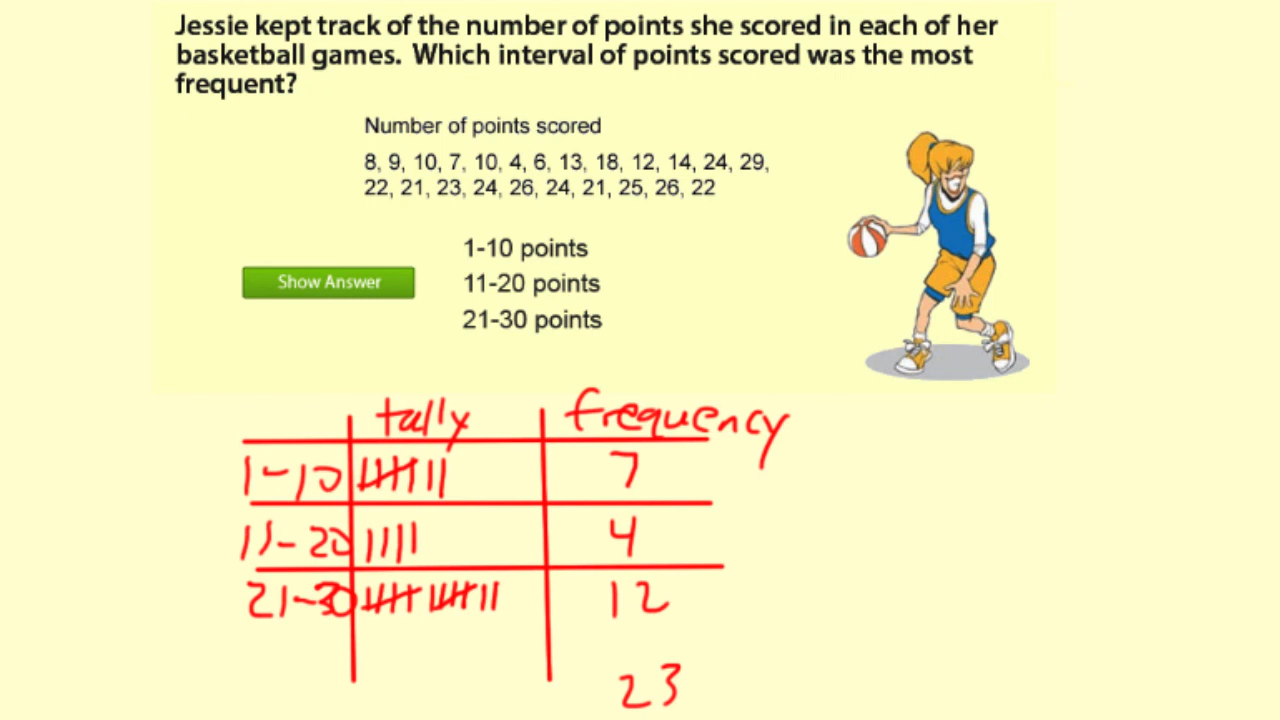 Jessie kept track of the number of points she scored in each of her
basketball games. Which interval of points scored was the most
frequent?
Number of points scored
8, 9, 10, 7, 10, 4, 6, 13, 18, 12, 14, 24, 29,
22, 21, 23, 24, 26, 24, 21, 25, 26, 22
1-10 points
Show Answer
11-20 points
21-30 points
tally frequency
1-10 7
11-20 4
21-30 12
23